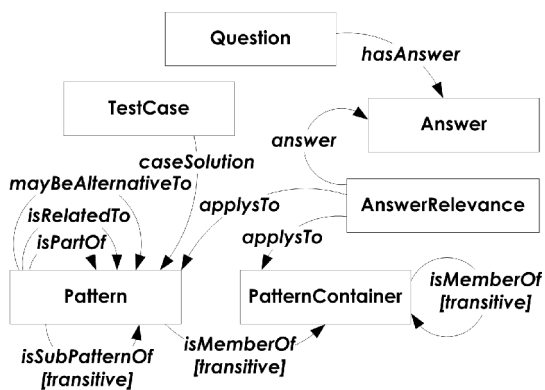 Question
hasAnswer
TestCase
Answer
answer
caseSolution
mayBeAlternativeTo
isRelatedTo
applysTo
AnswerRelevance
isPartOf
applysTo
Pattern
PatternContainer
isMemberOf
[transitive]
isSubPatternOf
[transitive]
isMemberOf
[transitive]